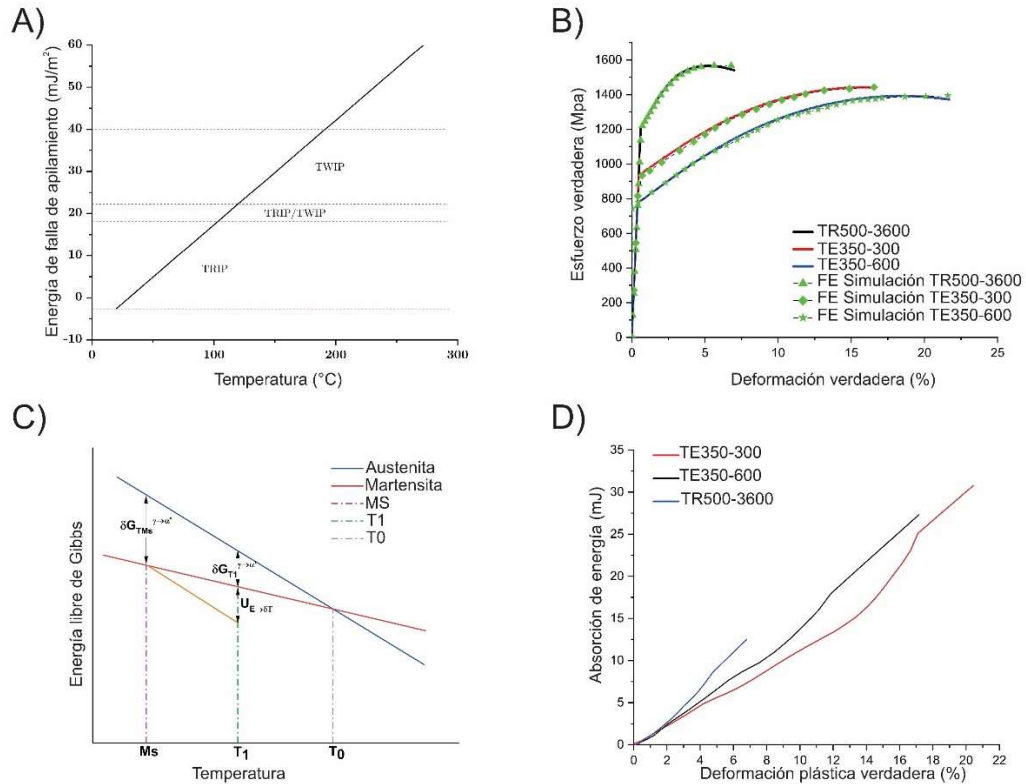 A)
Energía de falla de apilamiento (mJ/m²)
60
50
40
30
20
10
0
-10
TWIP
TRIP/TWIP
TRIP
0
100
200
300
Temperatura (°C)
B)
Esfuerzo verdadera (Mpa)
1600
1400
1200
1000
800
600
400
200
0
TR500-3600
TE350-300
TE350-600
FE Simulación TR500-3600
FE Simulación TE350-300
FE Simulación TE350-600
0
5
10
15
20
25
Deformación verdadera (%)
C)
Energía libre de Gibbs
Austenita
Martensita
MS
T1
T0
δG_TMs γ→α'
δG_T1 γ→α'
U_E→δT
Ms
T1
T0
Temperatura
D)
Absorción de energía (mJ)
35
30
25
20
15
10
5
0
TE350-300
TE350-600
TR500-3600
0
2
4
6
8
10
12
14
16
18
20
22
Deformación plástica verdadera (%)